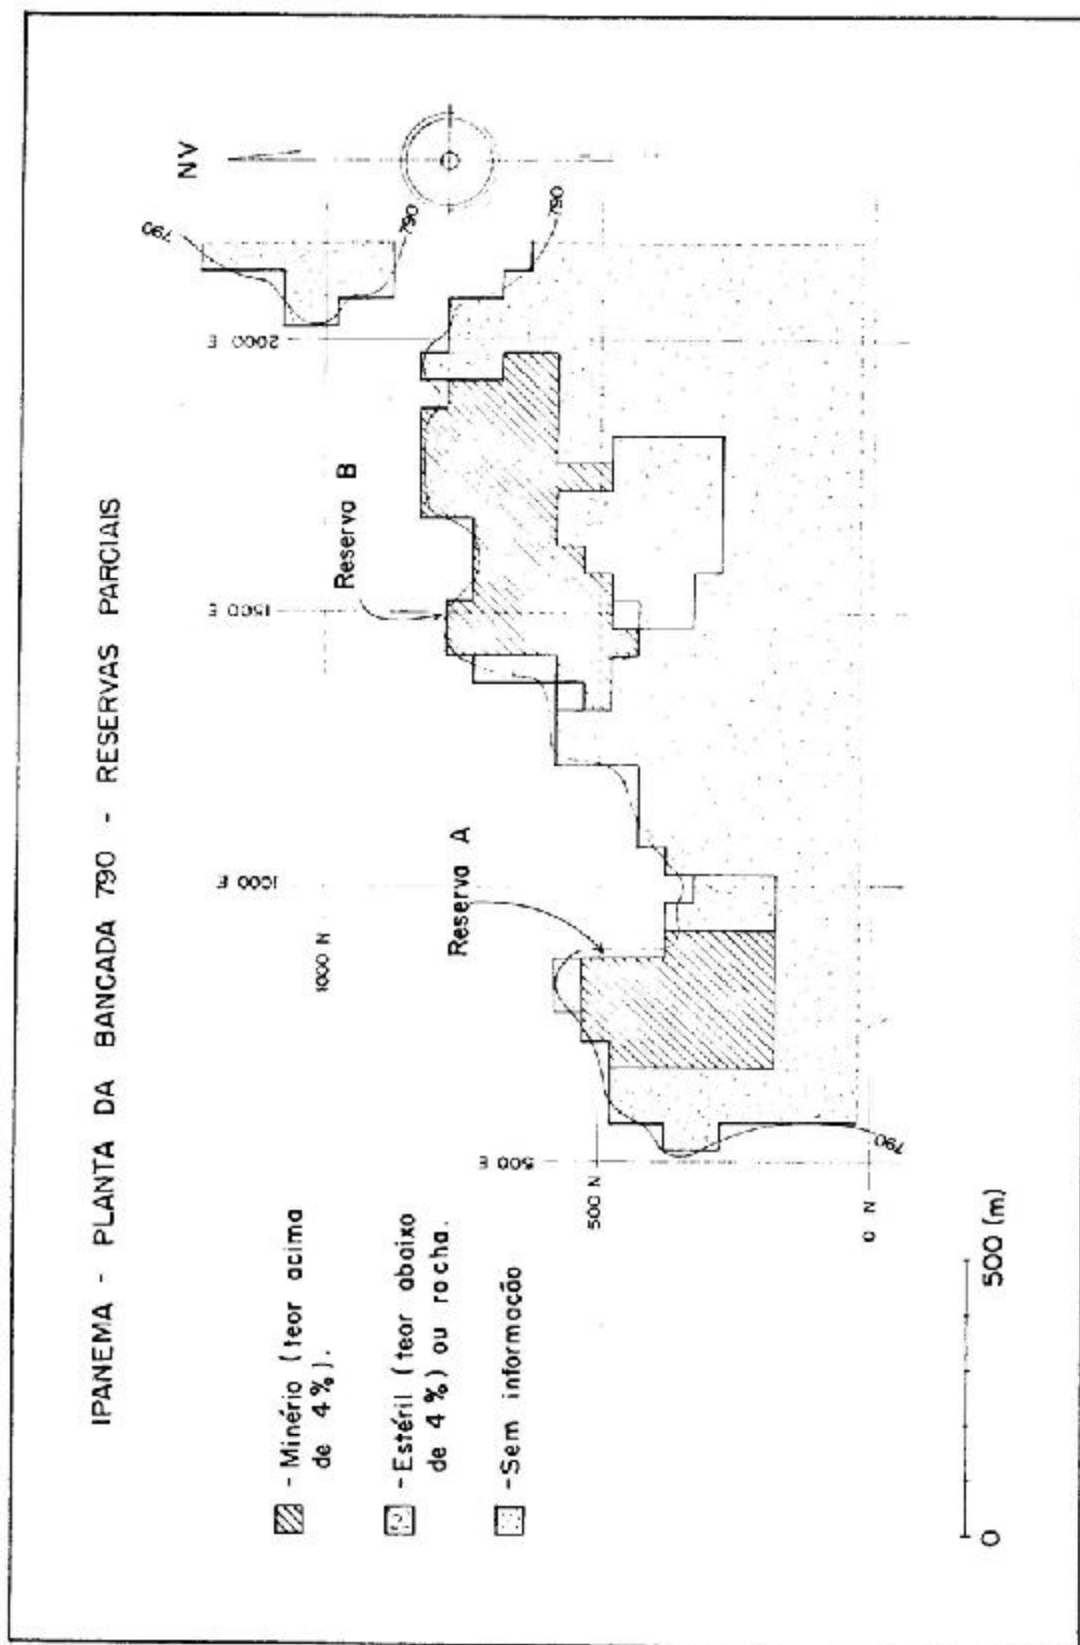 IPANEMA - PLANTA DA BANCADA 790 - RESERVAS PARCIAIS
NV
790
790
790
2000 E
1500 E
1000 E
500 E
1000 N
500 N
0 N
Reserva B
Reserva A
790
- Minério (teor acima
de 4%).
- Estéril (teor abaixo
de 4%) ou rocha.
- Sem informação
0
500 (m)